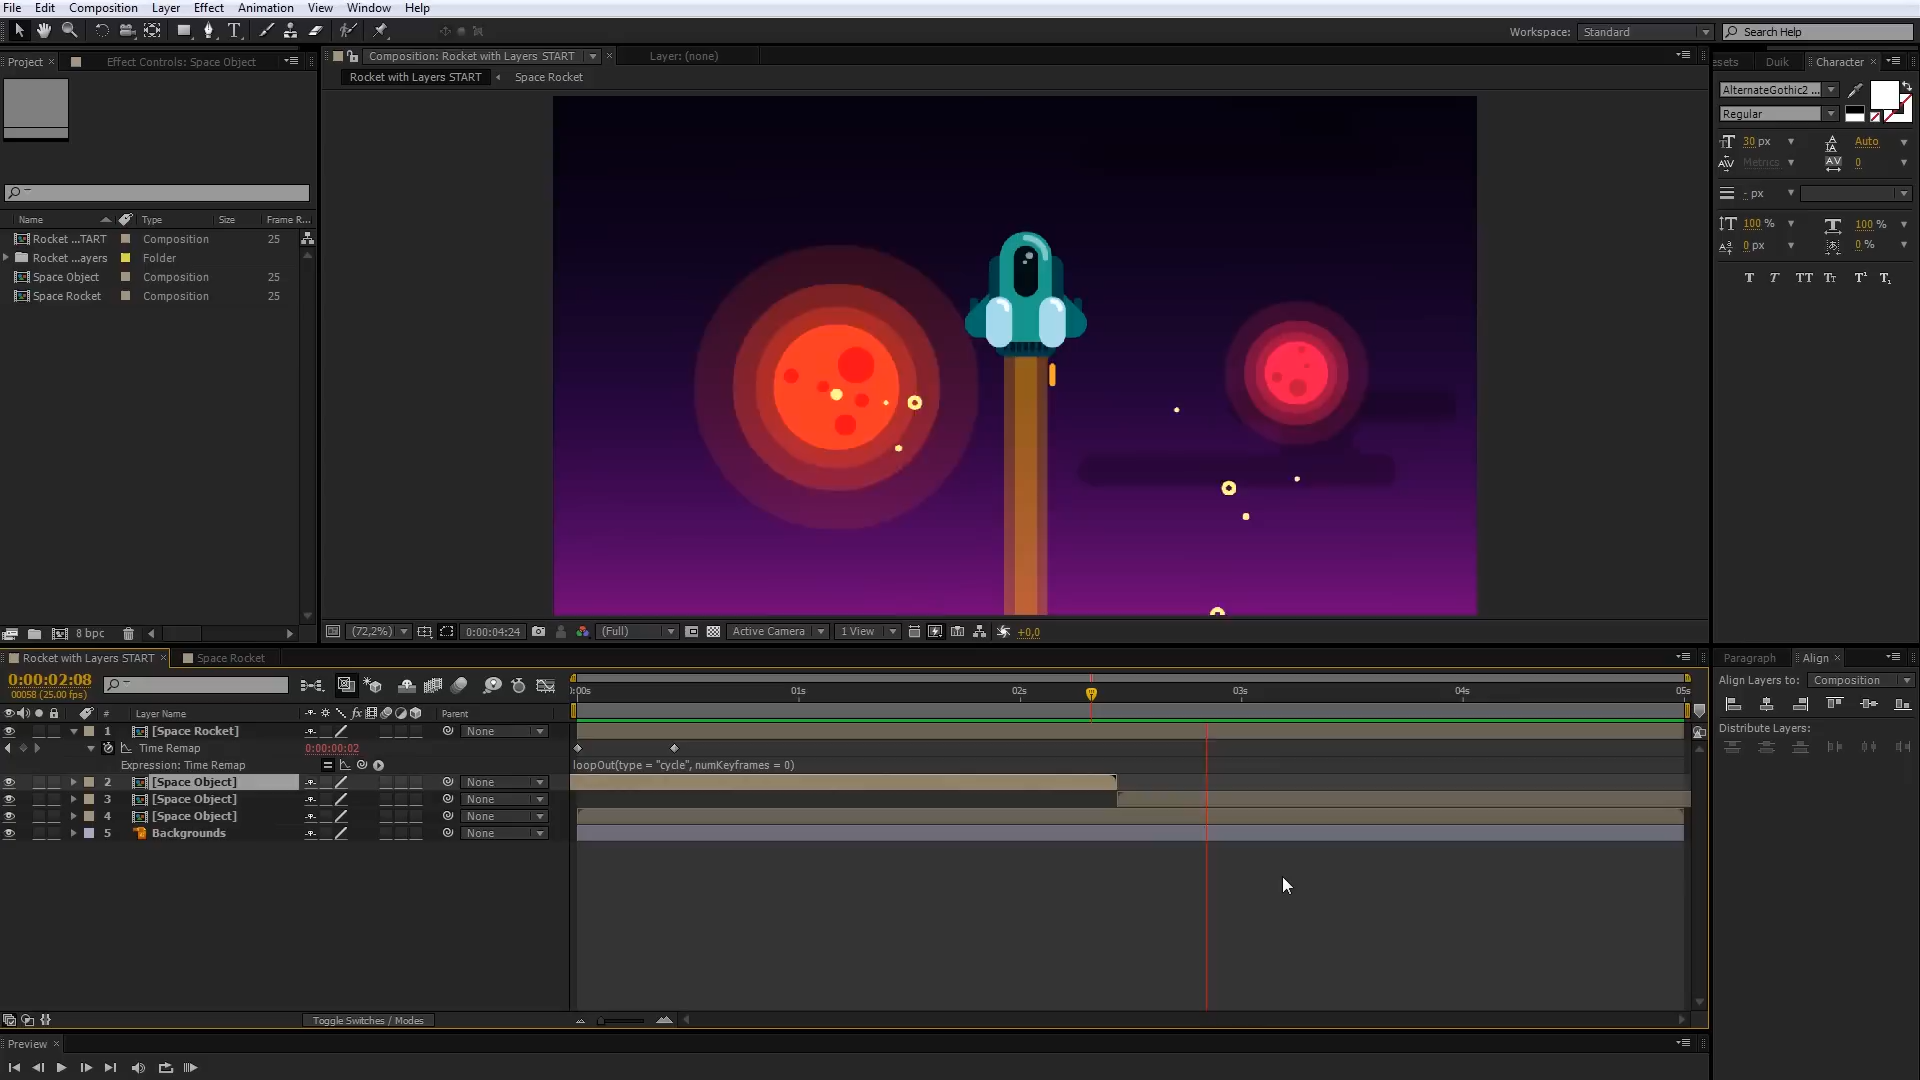 File Edit Composition Layer Effect Animation View Window Help
Workspace: Standard Search Help
Project Effect Controls: Space Object
Composition: Rocket with Layers START Layer: (none)
Rocket with Layers START Space Rocket
esets Duik Character
AlternateGothic2 ...
Regular
30 px Auto
Metrics 0
- px
100 % 100 %
0 px 0 %
T T TT Tt T¹ T₁
Name Type Size Frame R...
Rocket ...TART Composition 25
Rocket ...ayers Folder
Space Object Composition 25
Space Rocket Composition 25
8 bpc
(72,2%) 0:00:04:24 (Full) Active Camera 1 View +0,0
Rocket with Layers START Space Rocket
0:00:02:08
00058 (25.00 fps)
:00s 01s 02s 03s 04s 05s
# Layer Name fx Parent
1 [Space Rocket] None
Time Remap 0:00:00:02
Expression: Time Remap loopOut(type = "cycle", numKeyframes = 0)
2 [Space Object] None
3 [Space Object] None
4 [Space Object] None
5 Backgrounds None
Toggle Switches / Modes
Paragraph Align
Align Layers to: Composition
Distribute Layers:
Preview